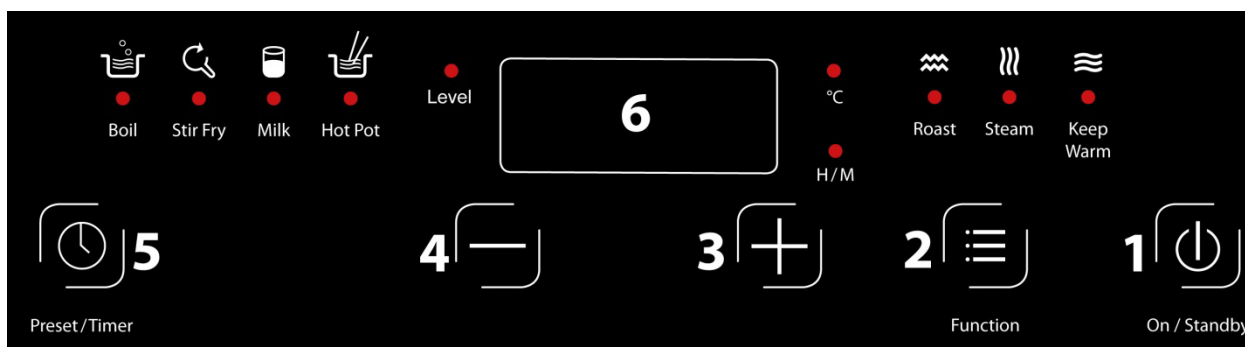 Level
6
°C
Boil
Stir Fry
Milk
Hot Pot
Roast
Steam
Keep
Warm
H/M
5
4
3
2
1
Preset/Timer
Function
On / Standby